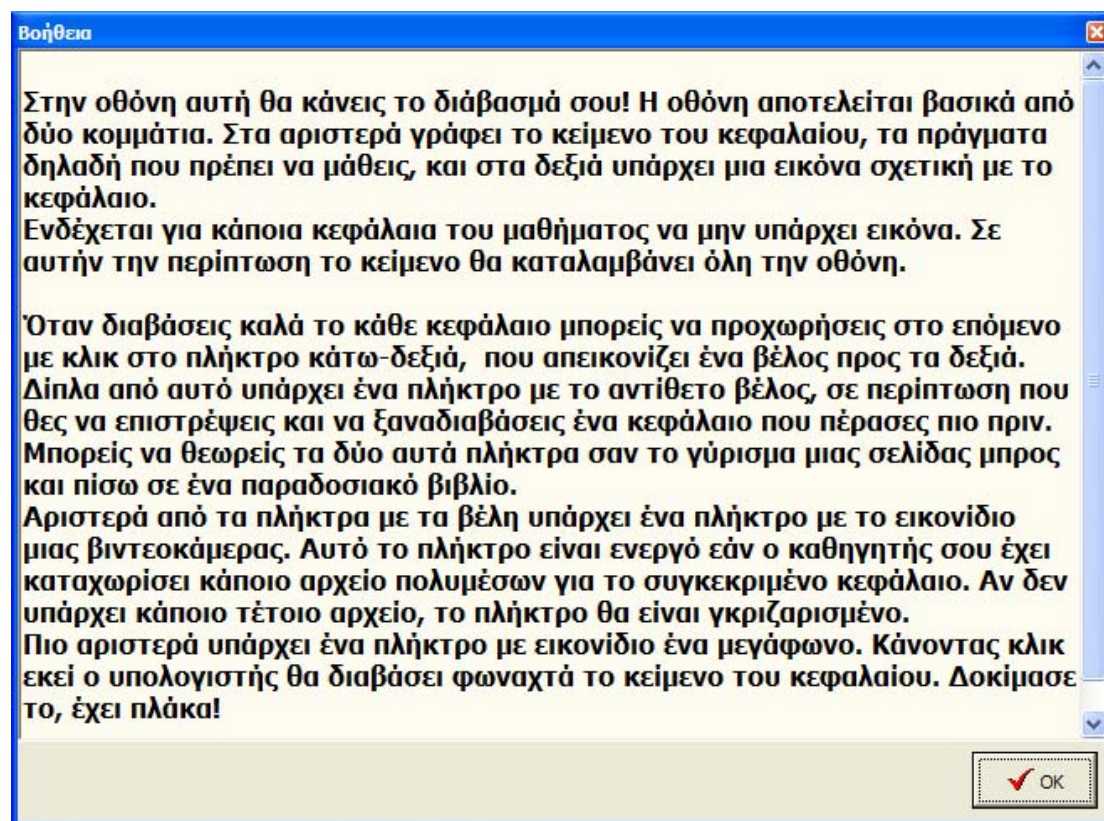 Βοήθεια
Στην οθόνη αυτή θα κάνεις το διάβασμά σου! Η οθόνη αποτελείται βασικά από
δύο κομμάτια. Στα αριστερά γράφει το κείμενο του κεφαλαίου, τα πράγματα
δηλαδή που πρέπει να μάθεις, και στα δεξιά υπάρχει μια εικόνα σχετική με το
κεφάλαιο.
Ενδέχεται για κάποια κεφάλαια του μαθήματος να μην υπάρχει εικόνα. Σε
αυτήν την περίπτωση το κείμενο θα καταλαμβάνει όλη την οθόνη.
Όταν διαβάσεις καλά το κάθε κεφάλαιο μπορείς να προχωρήσεις στο επόμενο
με κλικ στο πλήκτρο κάτω-δεξιά,  που απεικονίζει ένα βέλος προς τα δεξιά.
Δίπλα από αυτό υπάρχει ένα πλήκτρο με το αντίθετο βέλος, σε περίπτωση που
θες να επιστρέψεις και να ξαναδιαβάσεις ένα κεφάλαιο που πέρασες πιο πριν.
Μπορείς να θεωρείς τα δύο αυτά πλήκτρα σαν το γύρισμα μιας σελίδας μπρος
και πίσω σε ένα παραδοσιακό βιβλίο.
Αριστερά από τα πλήκτρα με τα βέλη υπάρχει ένα πλήκτρο με το εικονίδιο
μιας βιντεοκάμερας. Αυτό το πλήκτρο είναι ενεργό εάν ο καθηγητής σου έχει
καταχωρίσει κάποιο αρχείο πολυμέσων για το συγκεκριμένο κεφάλαιο. Αν δεν
υπάρχει κάποιο τέτοιο αρχείο, το πλήκτρο θα είναι γκριζαρισμένο.
Πιο αριστερά υπάρχει ένα πλήκτρο με εικονίδιο ένα μεγάφωνο. Κάνοντας κλικ
εκεί ο υπολογιστής θα διαβάσει φωναχτά το κείμενο του κεφαλαίου. Δοκίμασε
το, έχει πλάκα!
OK